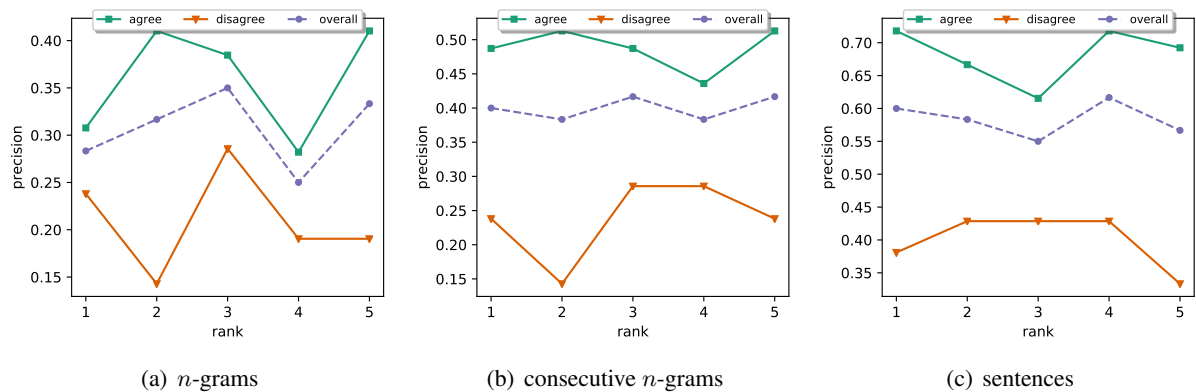 agree disagree overall
0.40
0.35
0.30
0.25
0.20
0.15
precision
1 2 3 4 5
rank
(a) n-grams
agree disagree overall
0.50
0.45
0.40
0.35
0.30
0.25
0.20
0.15
precision
1 2 3 4 5
rank
(b) consecutive n-grams
agree disagree overall
0.70
0.65
0.60
0.55
0.50
0.45
0.40
0.35
precision
1 2 3 4 5
rank
(c) sentences